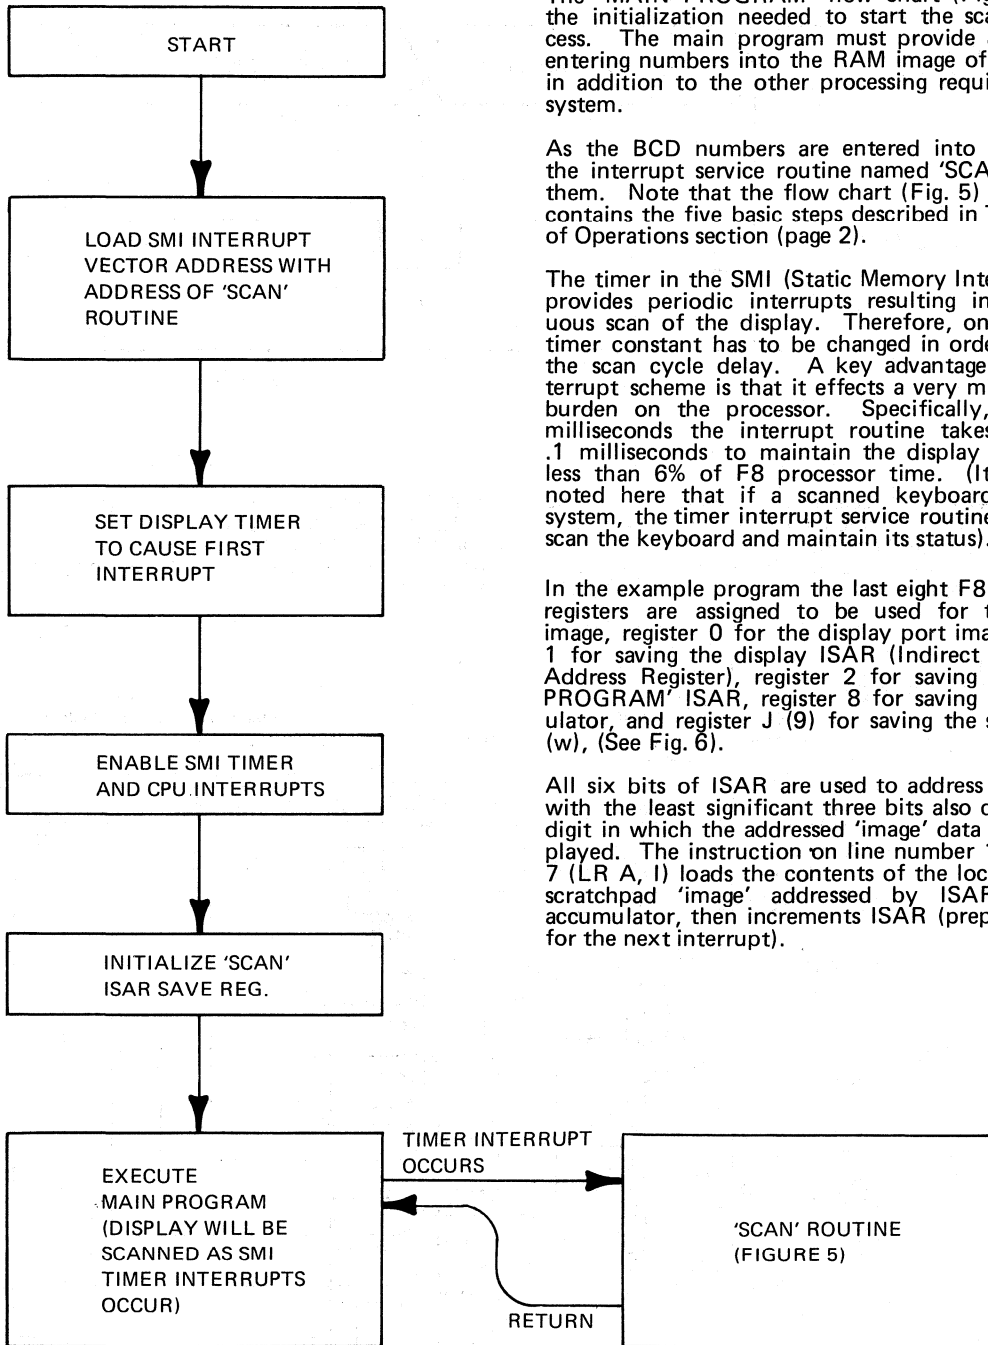 START
LOAD SMI INTERRUPT
VECTOR ADDRESS WITH
ADDRESS OF 'SCAN'
ROUTINE
SET DISPLAY TIMER
TO CAUSE FIRST
INTERRUPT
ENABLE SMI TIMER
AND CPU INTERRUPTS
INITIALIZE 'SCAN'
ISAR SAVE REG.
EXECUTE
MAIN PROGRAM
(DISPLAY WILL BE
SCANNED AS SMI
TIMER INTERRUPTS
OCCUR)
TIMER INTERRUPT
OCCURS
RETURN
'SCAN' ROUTINE
(FIGURE 5)
The 'MAIN PROGRAM' flow chart (Fig
the initialization needed to start the sca
cess. The main program must provide
entering numbers into the RAM image of
in addition to the other processing requi
system.
As the BCD numbers are entered into
the interrupt service routine named 'SCA
them. Note that the flow chart (Fig. 5)
contains the five basic steps described in
of Operations section (page 2).
The timer in the SMI (Static Memory Inte
provides periodic interrupts resulting in
uous scan of the display. Therefore, on
timer constant has to be changed in orde
the scan cycle delay. A key advantage
terrupt scheme is that it effects a very m
burden on the processor. Specifically,
milliseconds the interrupt routine takes
.1 milliseconds to maintain the display
less than 6% of F8 processor time. (It
noted here that if a scanned keyboard
system, the timer interrupt service routine
scan the keyboard and maintain its status).
In the example program the last eight F8
registers are assigned to be used for t
image, register 0 for the display port ima
1 for saving the display ISAR (Indirect
Address Register), register 2 for saving
PROGRAM' ISAR, register 8 for saving
ulator, and register J (9) for saving the s
(w), (See Fig. 6).
All six bits of ISAR are used to address
with the least significant three bits also d
digit in which the addressed 'image' data
played. The instruction on line number
7 (LR A, I) loads the contents of the loc
scratchpad 'image' addressed by ISAR
accumulator, then increments ISAR (prep
for the next interrupt).